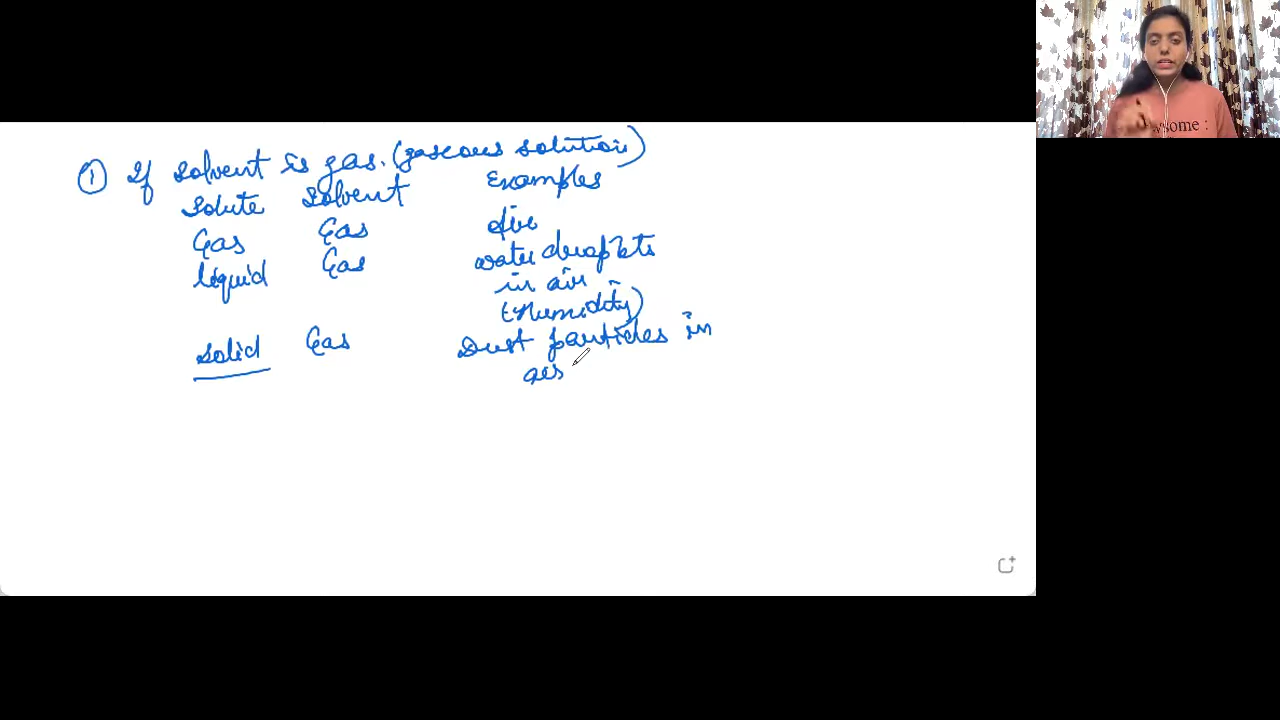 ① If solvent is gas. (gaseous solution)
Solute Solvent Examples
Gas Gas Air
liquid Gas water droplets
in air
(Humidity)
Solid Gas Dust particles in
awsome :